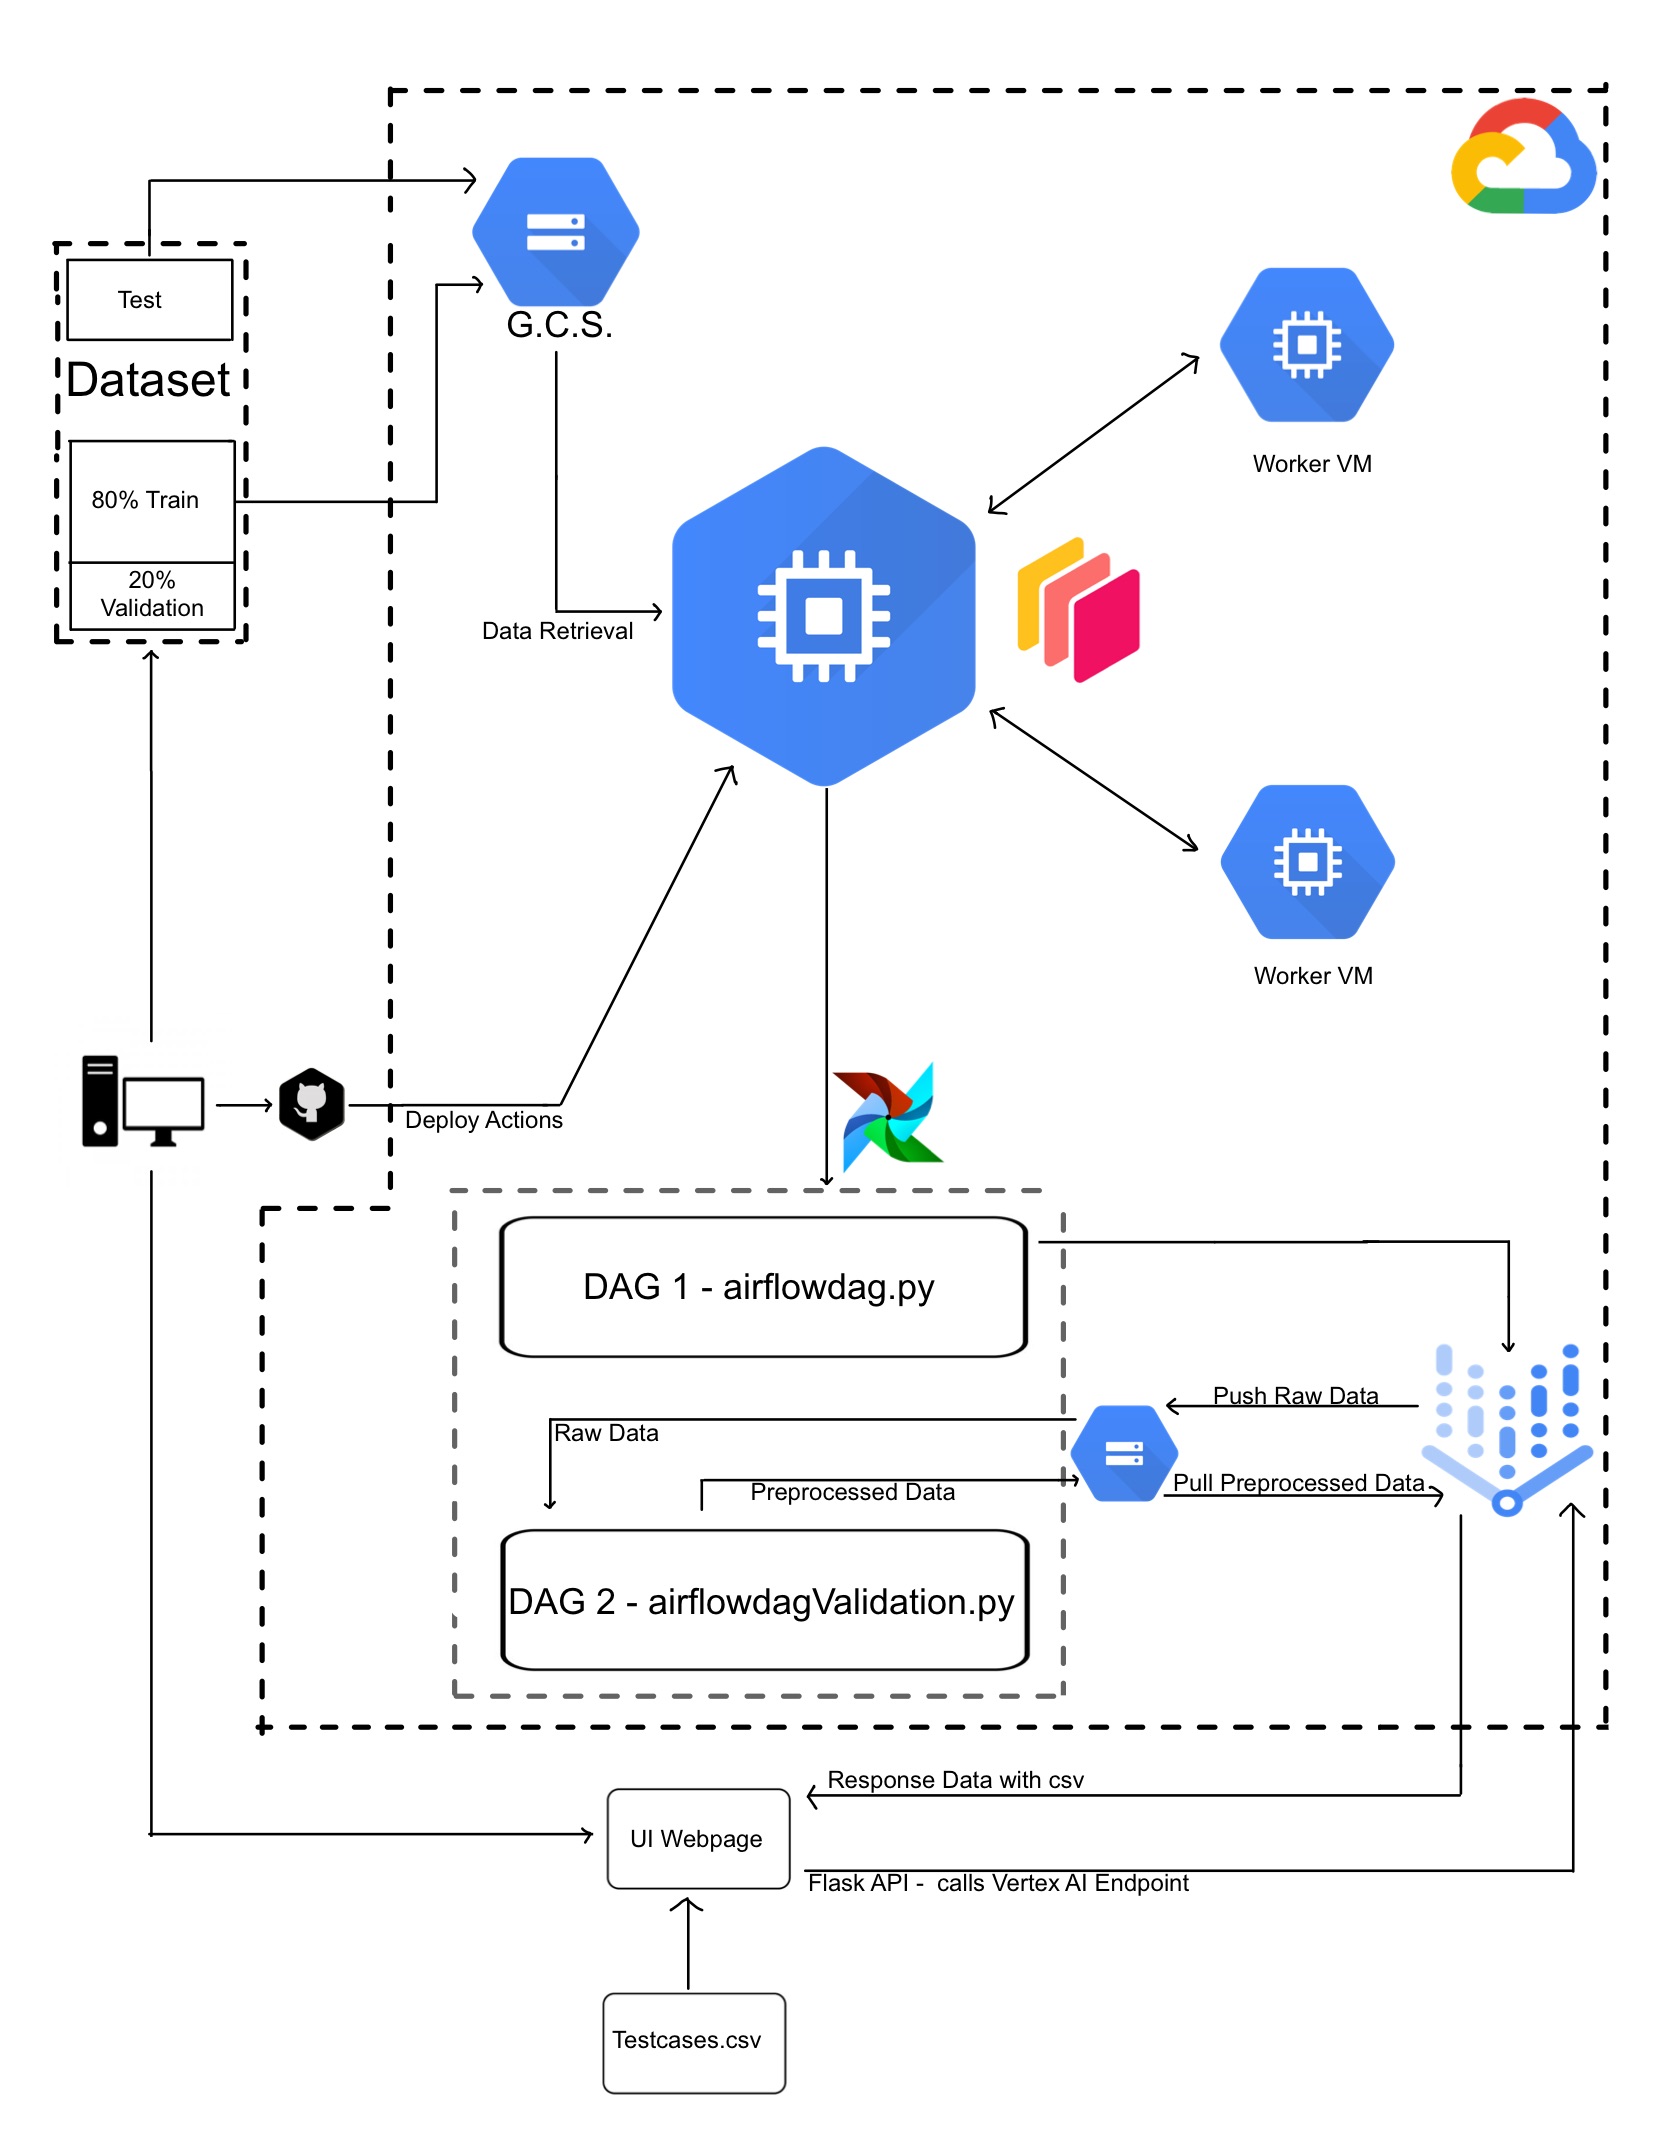 Test
G.C.S.
Dataset
80% Train
20%
Validation
Worker VM
Data Retrieval
Worker VM
Deploy Actions
DAG 1 - airflowdag.py
Push Raw Data
Raw Data
Pull Preprocessed Data
Preprocessed Data
DAG 2 - airflowdagValidation.py
Response Data with csv
UI Webpage
Flask API -  calls Vertex AI Endpoint
Testcases.csv